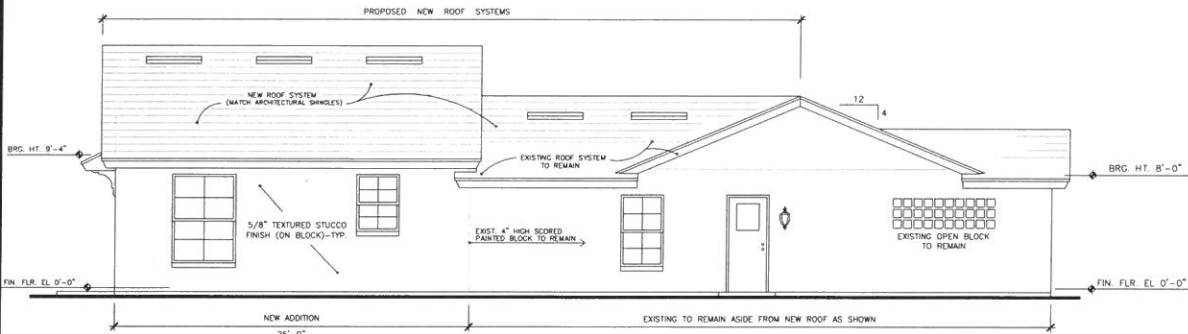 PROPOSED NEW ROOF SYSTEMS
NEW ROOF SYSTEM
(MATCH ARCHITECTURAL SHINGLES)
12
4
BRG. HT. 9'-4"
EXISTING ROOF SYSTEM
TO REMAIN
BRG. HT. 8'-0"
5/8" TEXTURED STUCCO
FINISH (ON BLOCK)-TYP.
EXIST. 4" HIGH SCORED
PAINTED BLOCK TO REMAIN
EXISTING OPEN BLOCK
TO REMAIN
FIN. FLR. EL 0'-0"
FIN. FLR. EL 0'-0"
NEW ADDITION
EXISTING TO REMAIN ASIDE FROM NEW ROOF AS SHOWN